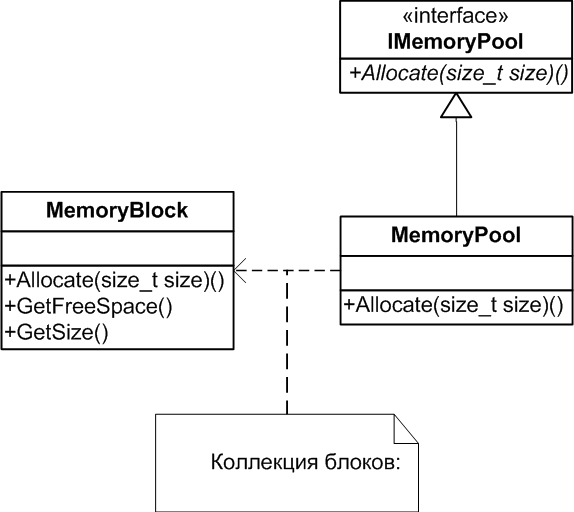 «interface»
IMemoryPool
+Allocate(size_t size)()
MemoryBlock
+Allocate(size_t size)()
+GetFreeSpace()
+GetSize()
MemoryPool
+Allocate(size_t size)()
Коллекция блоков: